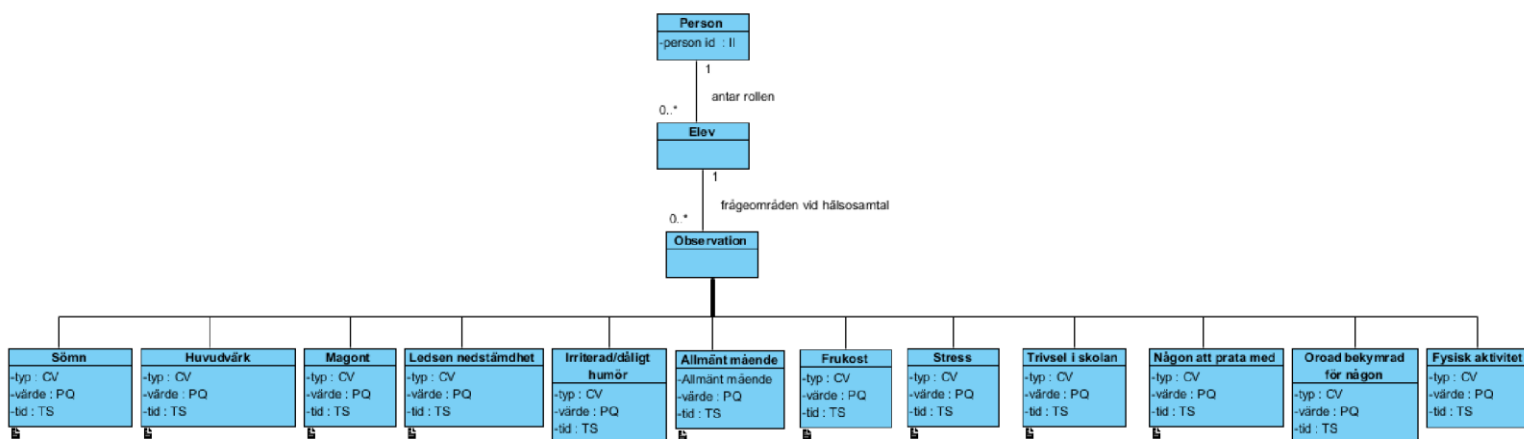 Person
-person id : II
1
antar rollen
0..*
Elev
1
frågeområden vid hälsosamtal
0..*
Observation
Sömn
-typ : CV
-värde : PQ
-tid : TS
Huvudvärk
-typ : CV
-värde : PQ
-tid : TS
Magont
-typ : CV
-värde : PQ
-tid : TS
Ledsen nedstämdhet
-typ : CV
-värde : PQ
-tid : TS
Irriterad/dåligt
humör
-typ : CV
-värde : PQ
-tid : TS
Allmänt mående
-Allmänt mående
-värde : PQ
-tid : TS
Frukost
-typ : CV
-värde : PQ
-tid : TS
Stress
-typ : CV
-värde : PQ
-tid : TS
Trivsel i skolan
-typ : CV
-värde : PQ
-tid : TS
Någon att prata med
-typ : CV
-värde : PQ
-tid : TS
Oroad bekymrad
för någon
-typ : CV
-värde : PQ
-tid : TS
Fysisk aktivitet
-typ : CV
-värde : PQ
-tid : TS